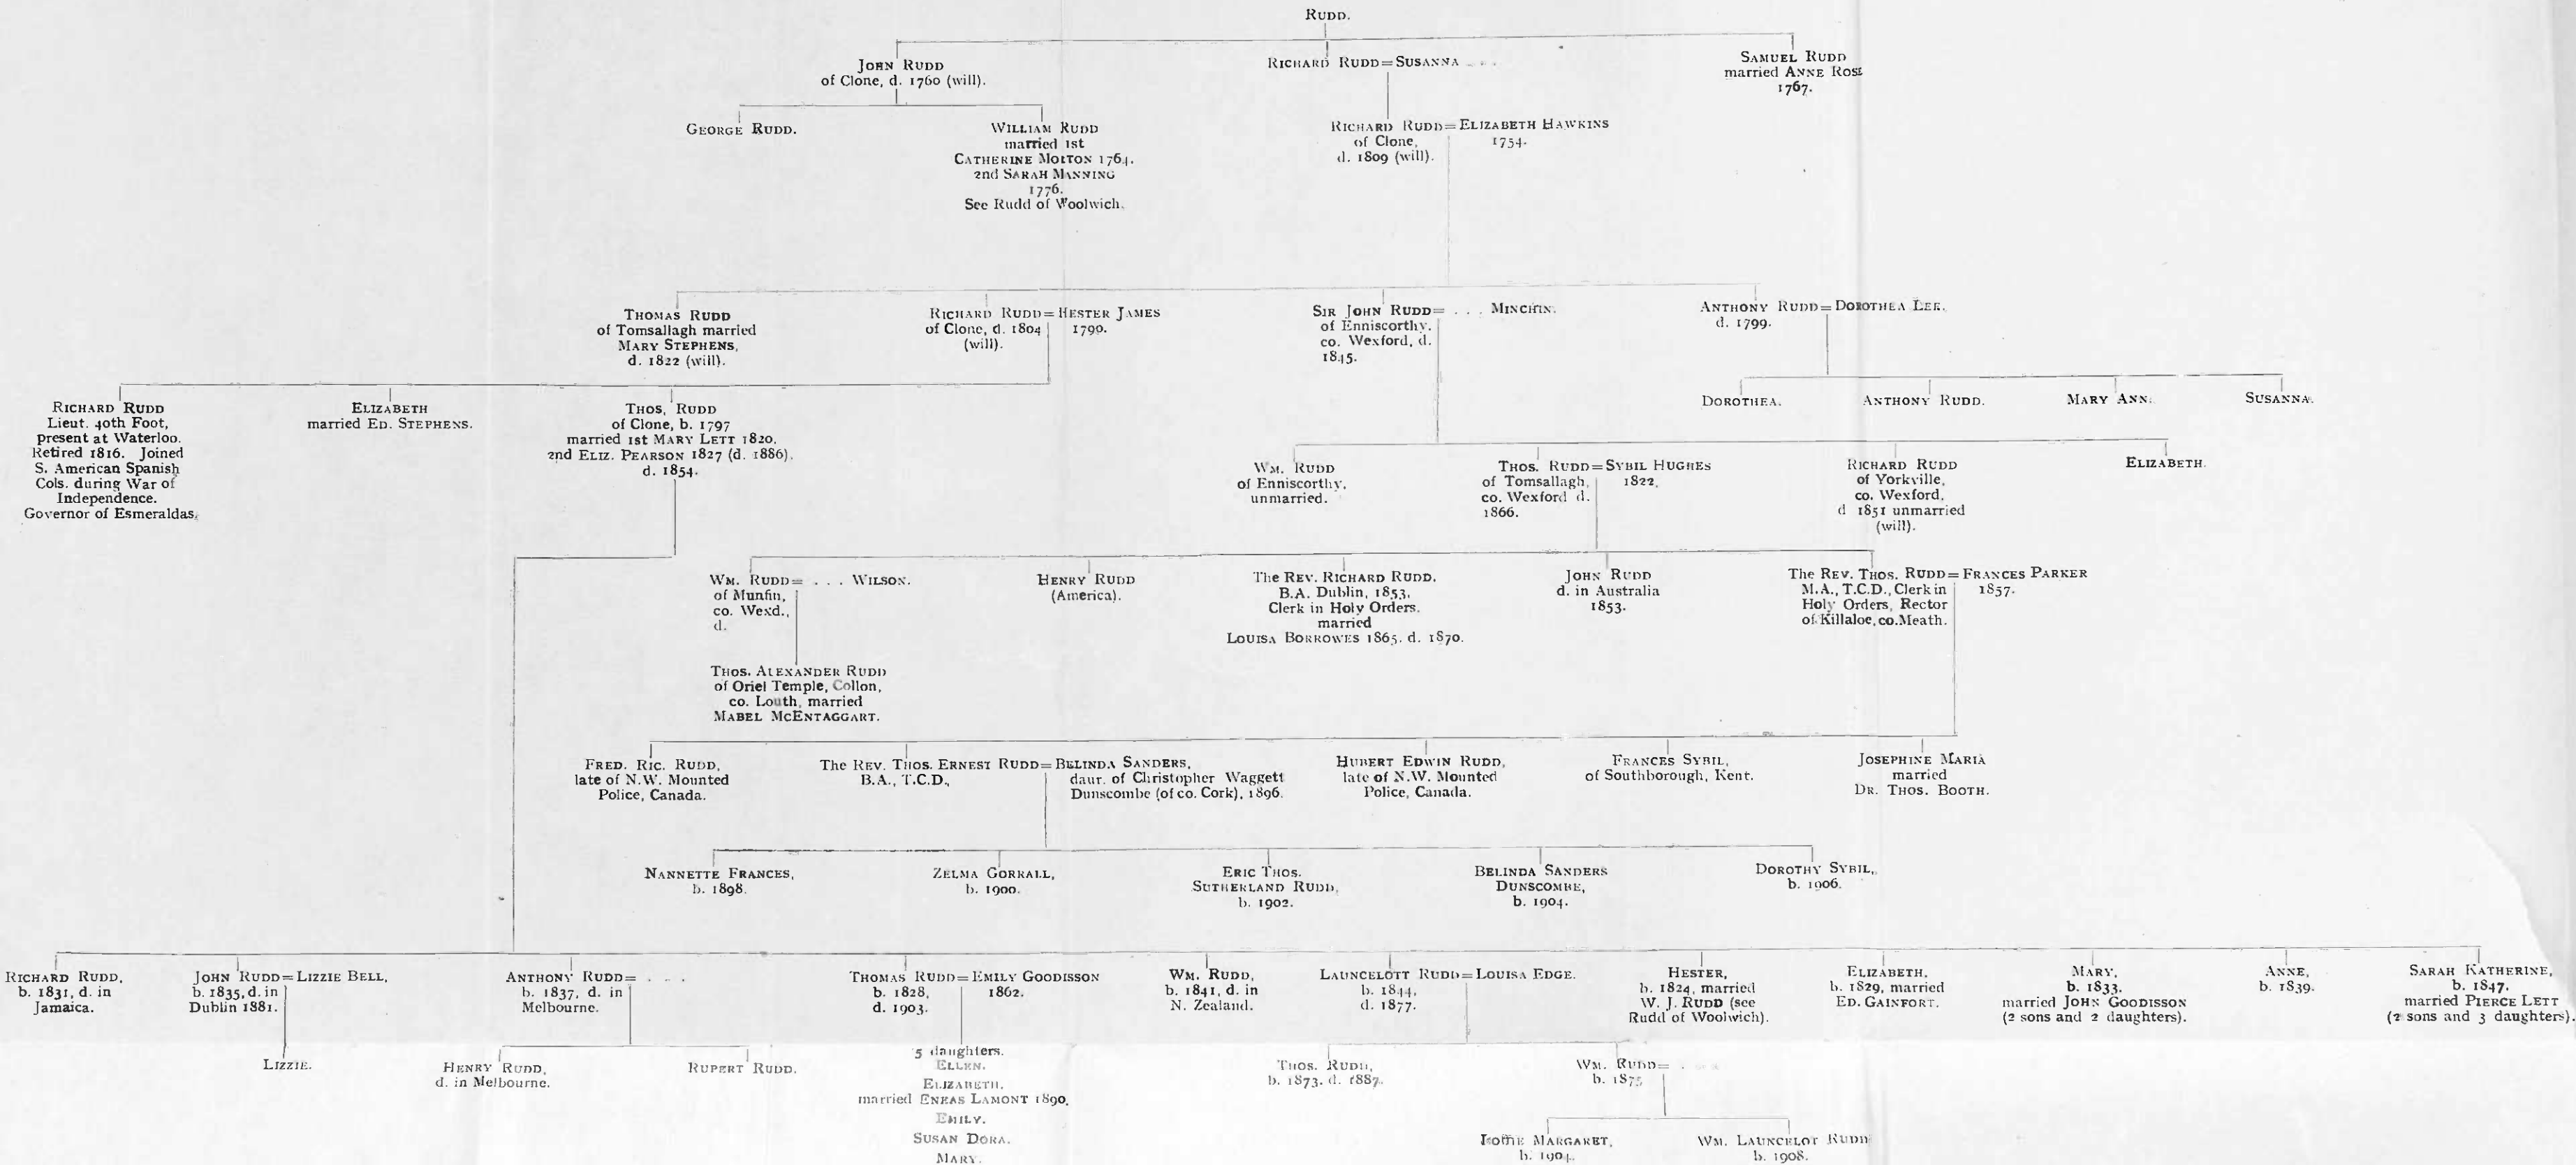 RUDD.
JOHN RUDD
of Clone, d. 1760 (will).
RICHARD RUDD=SUSANNA . . .
SAMUEL RUDD
married ANNE ROSE
1767.
GEORGE RUDD.
WILLIAM RUDD
married 1st
CATHERINE MOLTON 1764.
2nd SARAH MANNING
1776.
See Rudd of Woolwich.
RICHARD RUDD=ELIZABETH HAWKINS
of Clone, 1754.
d. 1809 (will).
THOMAS RUDD
of Tomsallagh married
MARY STEPHENS,
d. 1822 (will).
RICHARD RUDD=HESTER JAMES
of Clone, d. 1804 1790.
(will).
SIR JOHN RUDD= . . . MINCHIN.
of Enniscorthy.
co. Wexford, d.
1845.
ANTHONY RUDD=DOROTHEA LEE.
d. 1799.
DOROTHEA.
ANTHONY RUDD.
MARY ANN.
SUSANNA.
RICHARD RUDD
Lieut. 40th Foot,
present at Waterloo.
Retired 1816. Joined
S. American Spanish
Cols. during War of
Independence.
Governor of Esmeraldas.
ELIZABETH
married ED. STEPHENS.
THOS, RUDD
of Clone, b. 1797
married 1st MARY LETT 1820.
2nd ELIZ. PEARSON 1827 (d. 1886).
d. 1854.
WM. RUDD
of Enniscorthy,
unmarried.
THOS. RUDD=SYBIL HUGHES
of Tomsallagh, 1822.
co. Wexford d.
1866.
RICHARD RUDD
of Yorkville,
co. Wexford.
d 1851 unmarried
(will).
ELIZABETH.
WM. RUDD= . . . WILSON.
of Munfin,
co. Wexd.,
d.
HENRY RUDD
(America).
The REV. RICHARD RUDD.
B.A. Dublin, 1853.
Clerk in Holy Orders.
married
LOUISA BORROWES 1865. d. 1870.
JOHN RUDD
d. in Australia
1853.
The REV. THOS. RUDD=FRANCES PARKER
M.A., T.C.D., Clerk in 1857.
Holy Orders, Rector
of Killaloe, co. Meath.
THOS. ALEXANDER RUDD
of Oriel Temple, Collon,
co. Louth, married
MABEL MCENTAGGART.
FRED. RIC. RUDD,
late of N.W. Mounted
Police, Canada.
The REV. THOS. ERNEST RUDD=BELINDA SANDERS,
B.A., T.C.D., daur. of Christopher Waggett
Dunscombe (of co. Cork), 1896.
HUBERT EDWIN RUDD,
late of N.W. Mounted
Police, Canada.
FRANCES SYBIL,
of Southborough, Kent.
JOSEPHINE MARIA
married
DR. THOS. BOOTH.
NANNETTE FRANCES,
b. 1898.
ZELMA GORRALL,
b. 1900.
ERIC THOS.
SUTHERLAND RUDD,
b. 1902.
BELINDA SANDERS
DUNSCOMBE,
b. 1904.
DOROTHY SYBIL,
b. 1906.
RICHARD RUDD,
b. 1831, d. in
Jamaica.
JOHN RUDD=LIZZIE BELL,
b. 1835, d. in
Dublin 1881.
ANTHONY RUDD= . . .
b. 1837, d. in
Melbourne.
THOMAS RUDD=EMILY GOODISSON
b. 1828, 1862.
d. 1903.
WM. RUDD,
b. 1841, d. in
N. Zealand.
LAUNCELOTT RUDD=LOUISA EDGE.
b. 1844,
d. 1877.
HESTER,
b. 1824, married
W. J. RUDD (see
Rudd of Woolwich).
ELIZABETH,
b. 1829, married
ED. GAINFORT.
MARY,
b. 1833.
married JOHN GOODISSON
(2 sons and 2 daughters).
ANNE,
b. 1839.
SARAH KATHERINE,
b. 1847.
married PIERCE LETT
(2 sons and 3 daughters).
LIZZIE.
HENRY RUDD,
d. in Melbourne.
RUPERT RUDD.
5 daughters.
ELLEN.
ELIZABETH.
married ENEAS LAMONT 1890.
EMILY.
SUSAN DORA.
MARY.
THOS. RUDD,
b. 1873. d. 1887.
WM. RUDD= . . .
b. 1875
MARGARET,
b. 1904.
WM. LAUNCELOT RUDD
b. 1908.